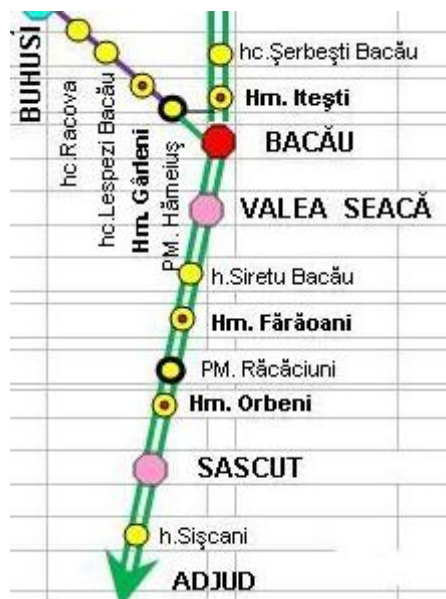 BUHUSİ
hc.Racova
hc.Lespezi Bacău
Hm. Gârleni
PM. Hămeiuş
hc.Şerbeşti Bacău
Hm. Iteşti
BACĂU
VALEA SEACĂ
h.Siretu Bacău
Hm. Fărăoani
PM. Răcăciuni
Hm. Orbeni
SASCUT
h.Sişcani
ADJUD